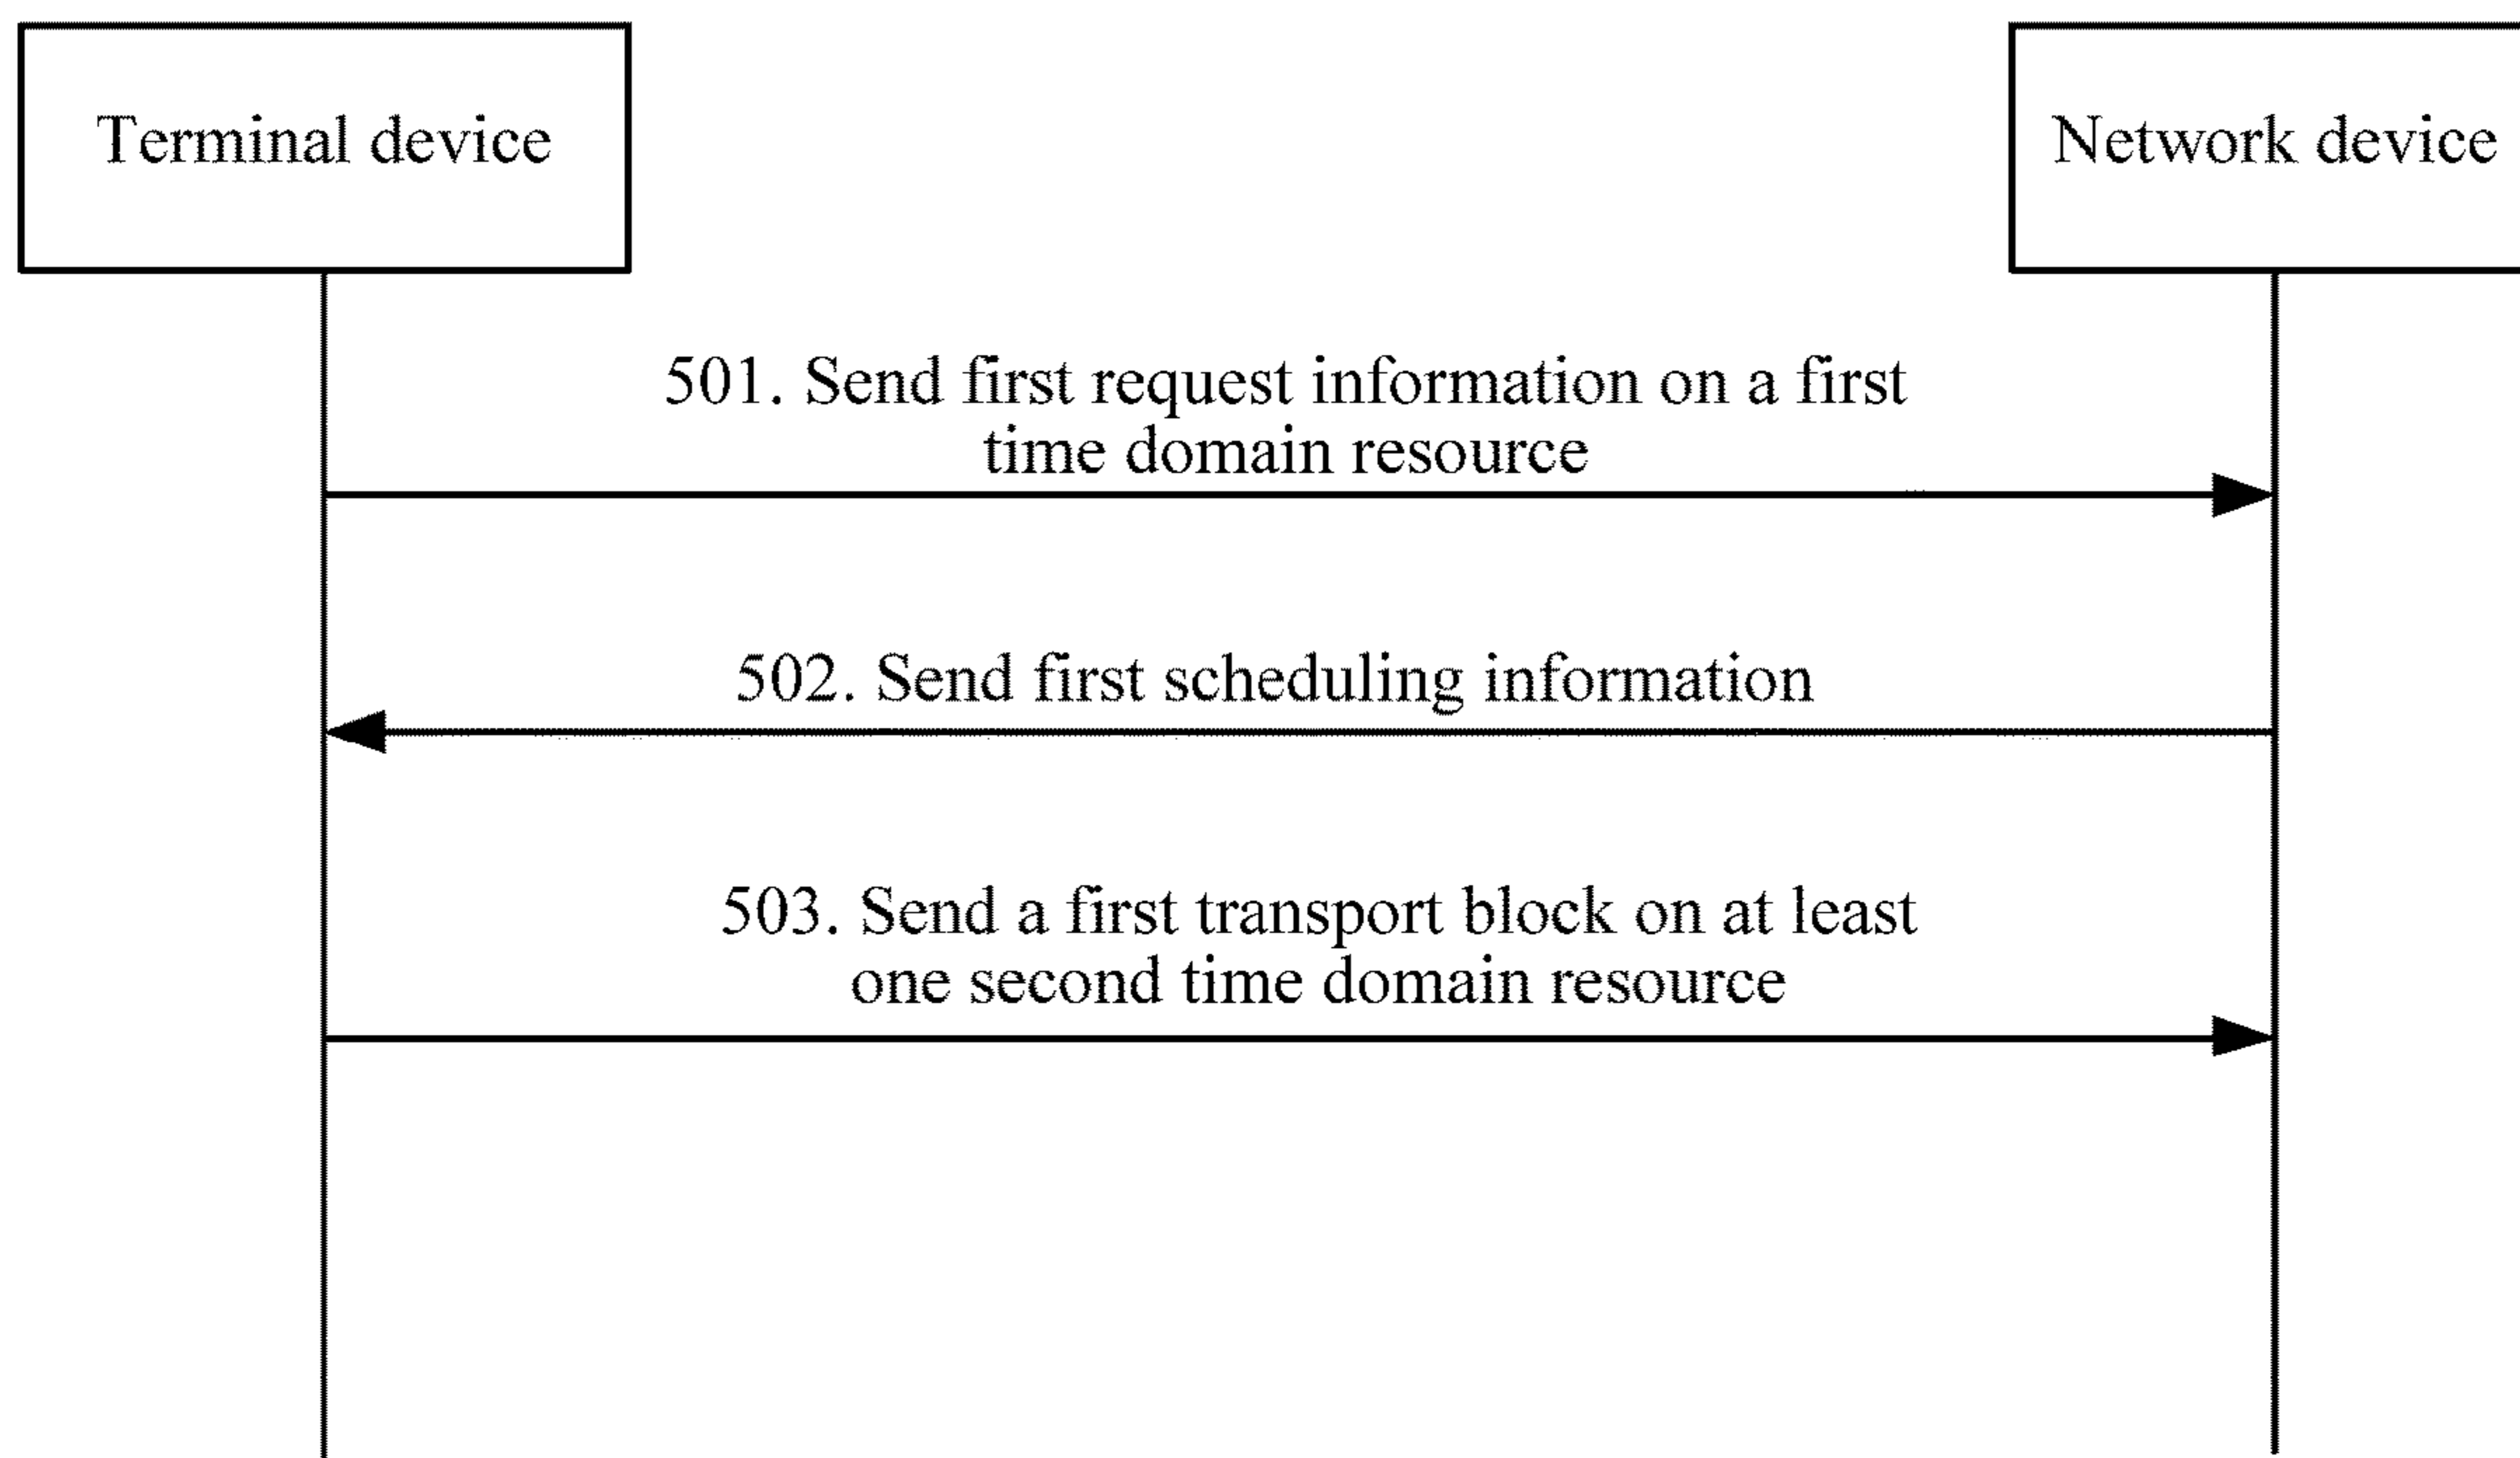 Terminal device
Network device
501. Send first request information on a first
time domain resource
502. Send first scheduling information
503. Send a first transport block on at least
one second time domain resource